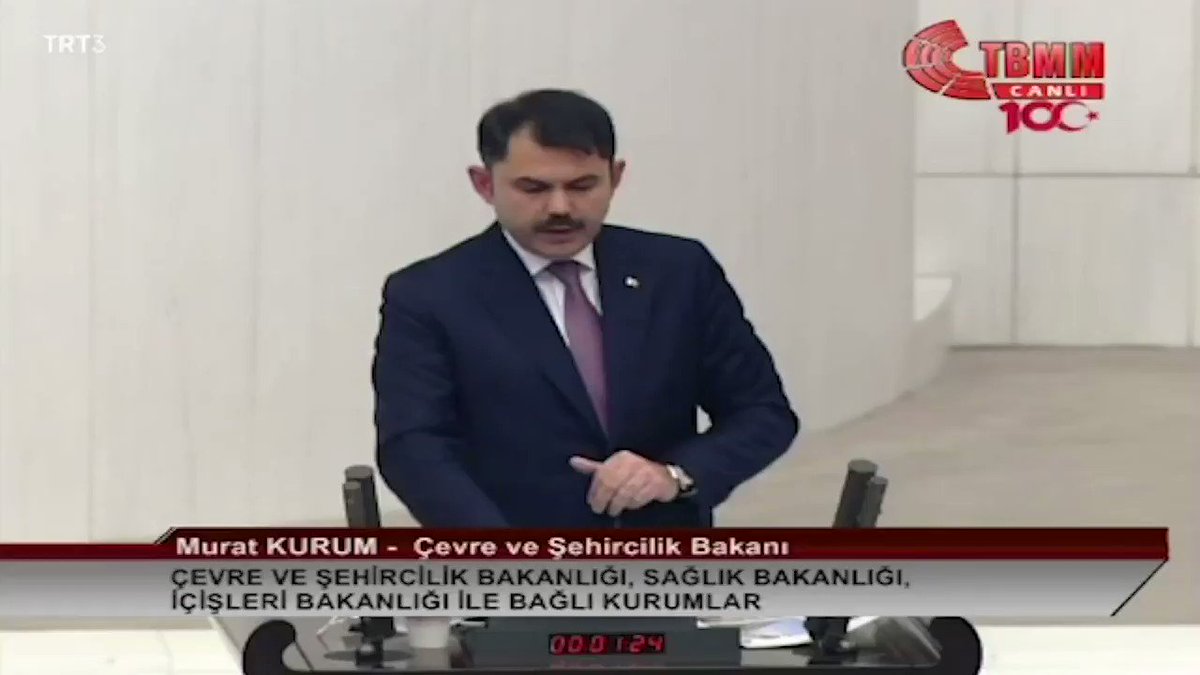 TRT3
TBMM
CANLI
100
Murat KURUM - Çevre ve Şehircilik Bakanı
ÇEVRE VE ŞEHİRCİLİK BAKANLIĞI, SAĞLIK BAKANLIĞI,
İÇİŞLERİ BAKANLIĞI İLE BAĞLI KURUMLAR
00:01:24